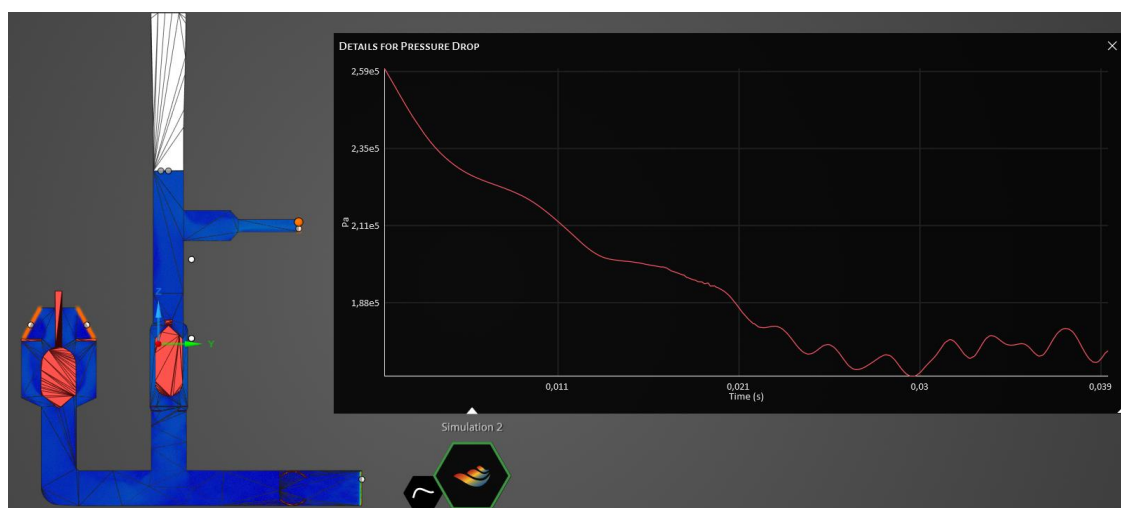 DETAILS FOR PRESSURE DROP
2,59e5
2,35e5
2,11e5
1,88e5
Pa
0,011
0,021
0,03
0,039
Time (s)
Z
Y
Simulation 2